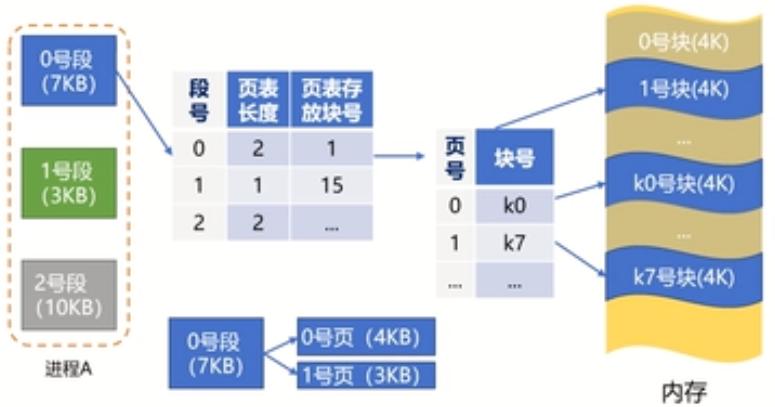 0号段
(7KB)
1号段
(3KB)
2号段
(10KB)
进程A
段号
页表长度
页表存放块号
0
2
1
1
1
15
2
2
...
0号段
(7KB)
0号页（4KB）
1号页（3KB）
页号
块号
0
k0
1
k7
...
...
0号块(4K)
1号块(4K)
...
k0号块(4K)
...
k7号块(4K)
内存